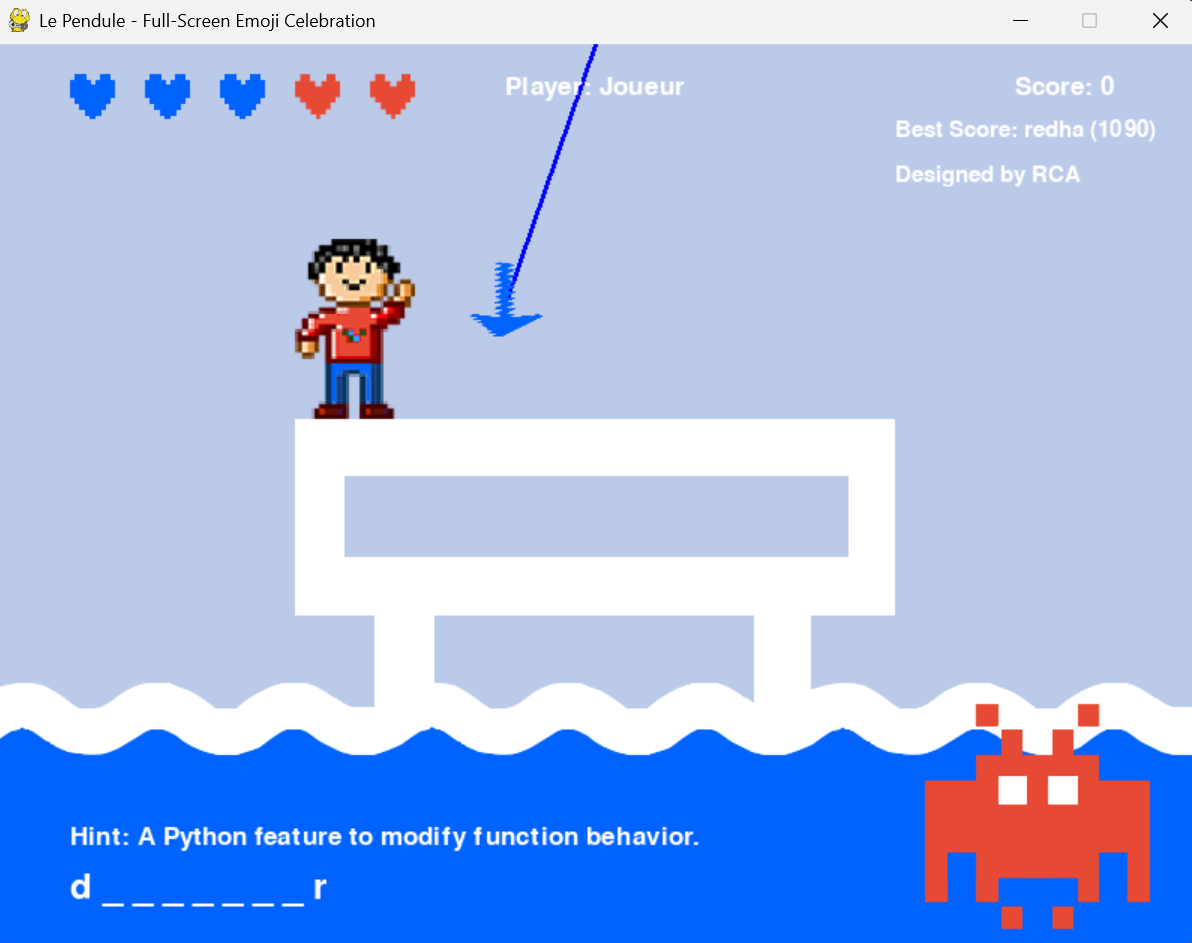 Le Pendule - Full-Screen Emoji Celebration
Player: Joueur
Score: 0
Best Score: redha (1090)
Designed by RCA
Hint: A Python feature to modify function behavior.
d _ _ _ _ _ _ _ r